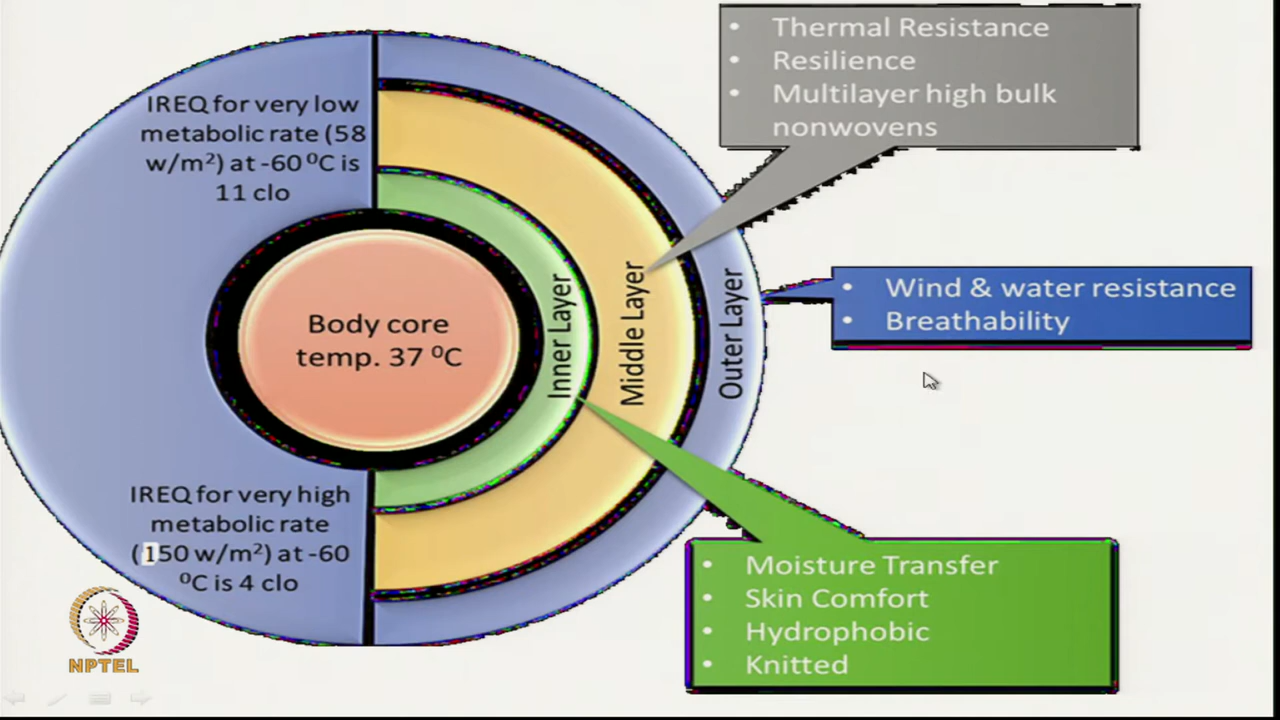 IREQ for very low
metabolic rate (58
w/m²) at -60 ⁰C is
11 clo
Body core
temp. 37 ⁰C
IREQ for very high
metabolic rate
(150 w/m²) at -60
⁰C is 4 clo
Inner Layer
Middle Layer
Outer Layer
• Thermal Resistance
• Resilience
• Multilayer high bulk
nonwovens
• Wind & water resistance
• Breathability
• Moisture Transfer
• Skin Comfort
• Hydrophobic
• Knitted
NPTEL